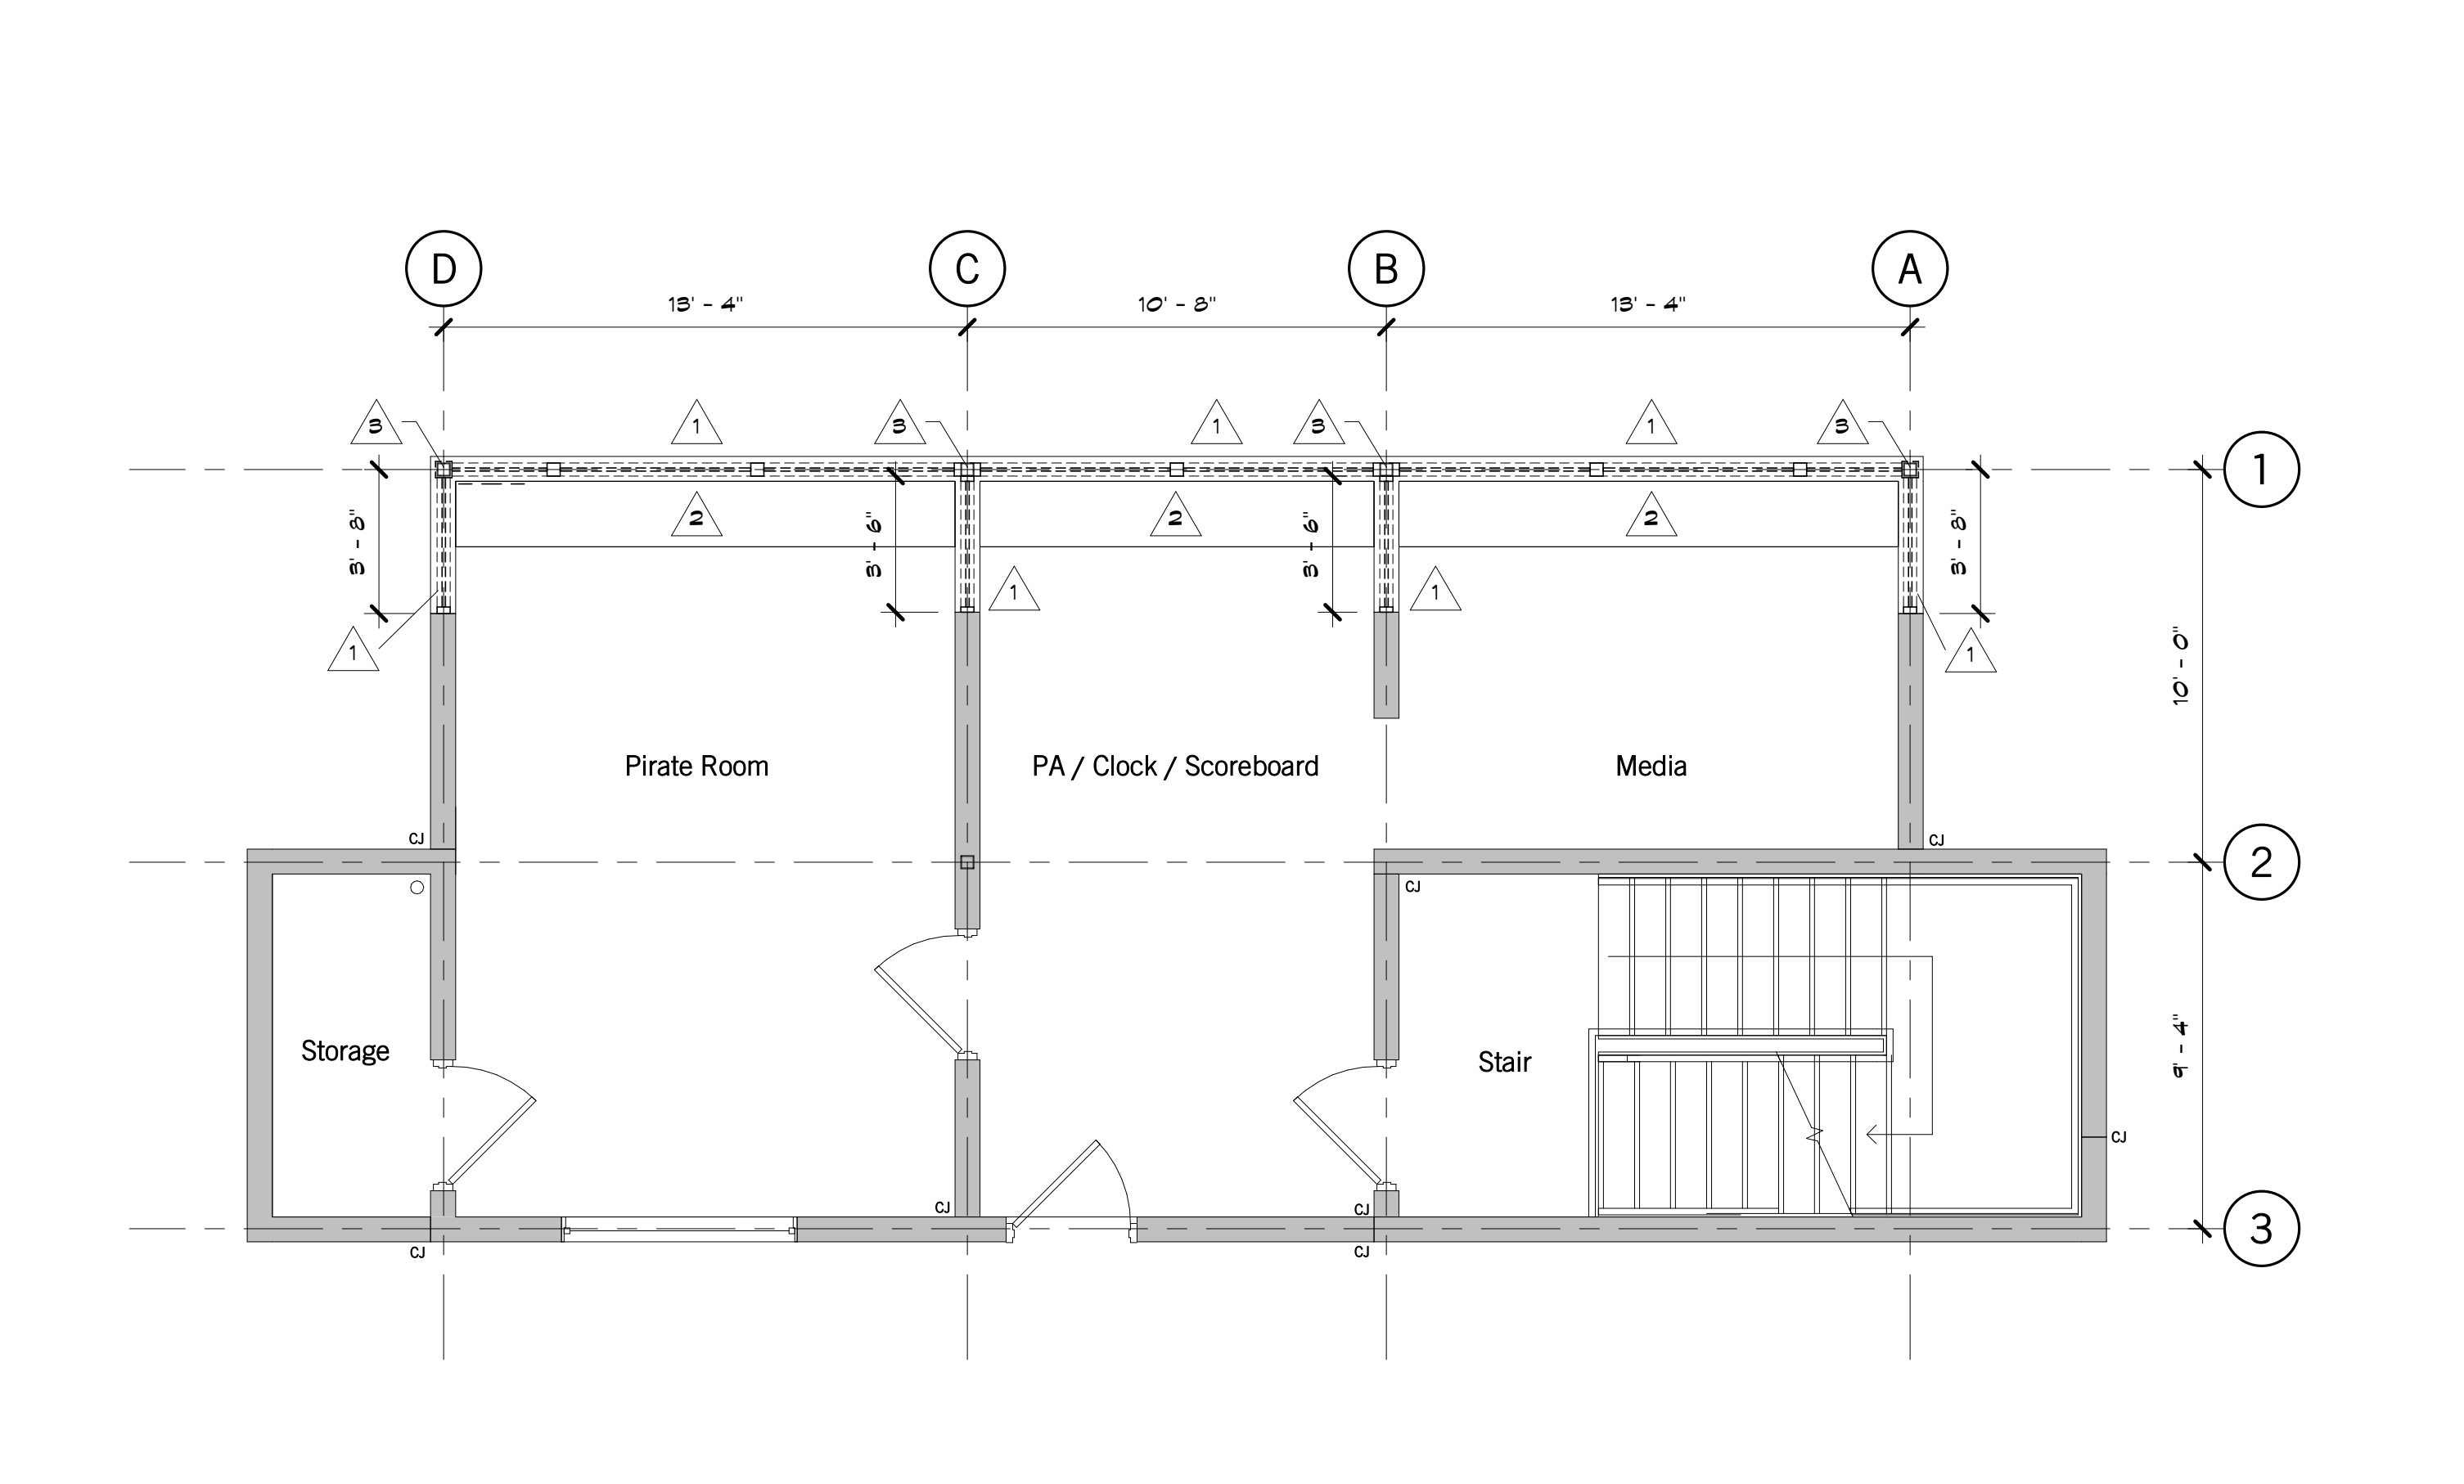 D C B A
13' - 4" 10' - 8" 13' - 4"
3 1 3 1 3 1 3
1
2 2 2
3' - 8" 3' - 6" 3' - 6" 3' - 8"
1 1
1 1
10' - 0"
Pirate Room PA / Clock / Scoreboard Media
CJ CJ
2
CJ
Storage Stair
9' - 4"
CJ
CJ CJ
3
CJ CJ